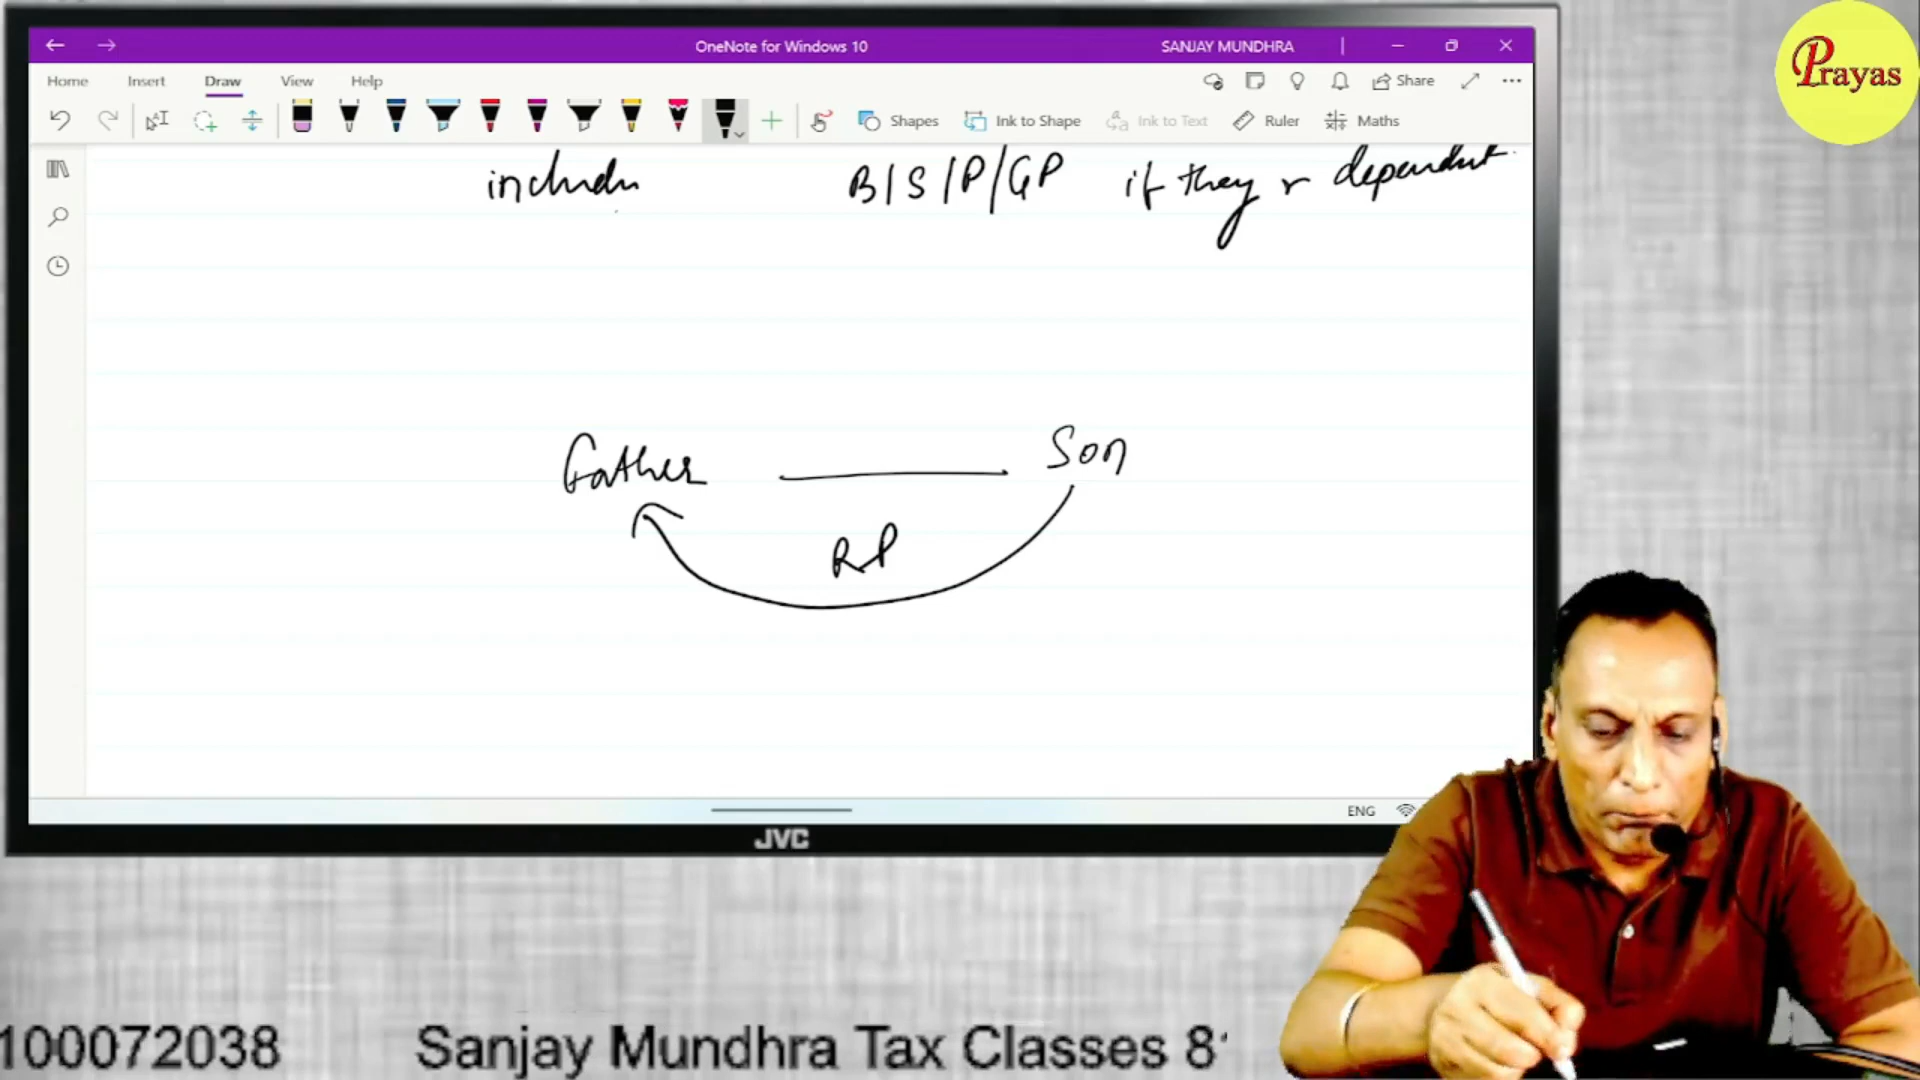 OneNote for Windows 10 SANJAY MUNDHRA
Prayas
Home Insert Draw View Help Share
Shapes Ink to Shape Ink to Text Ruler Maths
includes B/S/P/GP if they r dependent
Father Son
RP
ENG
JVC
100072038 Sanjay Mundhra Tax Classes 8